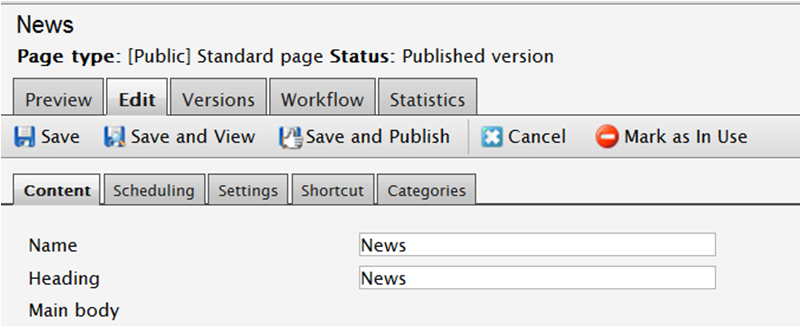 News
Page type: [Public] Standard page Status: Published version
Preview Edit Versions Workflow Statistics
Save Save and View Save and Publish Cancel Mark as In Use
Content Scheduling Settings Shortcut Categories
Name News
Heading News
Main body